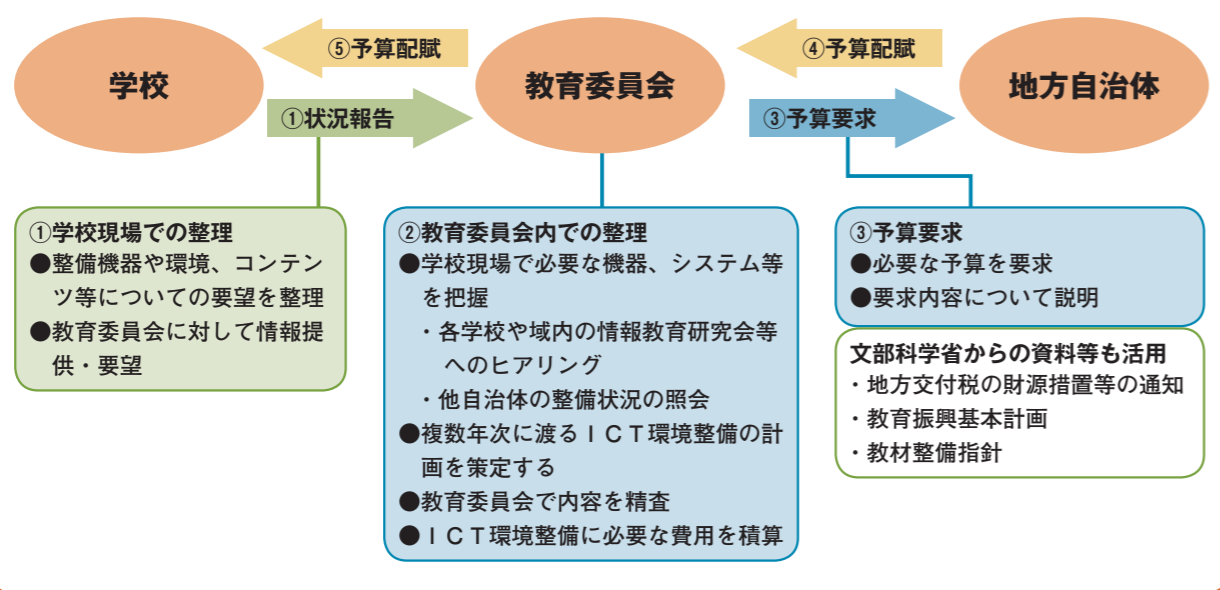 ⑤予算配賦
④予算配賦
学校
教育委員会
地方自治体
①状況報告
③予算要求
①学校現場での整理
●整備機器や環境、コンテン
ツ等についての要望を整理
●教育委員会に対して情報提
供・要望
②教育委員会内での整理
●学校現場で必要な機器、システム等
を把握
・各学校や域内の情報教育研究会等
へのヒアリング
・他自治体の整備状況の照会
●複数年次に渡るＩＣＴ環境整備の計
画を策定する
●教育委員会で内容を精査
●ＩＣＴ環境整備に必要な費用を積算
③予算要求
●必要な予算を要求
●要求内容について説明
文部科学省からの資料等も活用
・地方交付税の財源措置等の通知
・教育振興基本計画
・教材整備指針